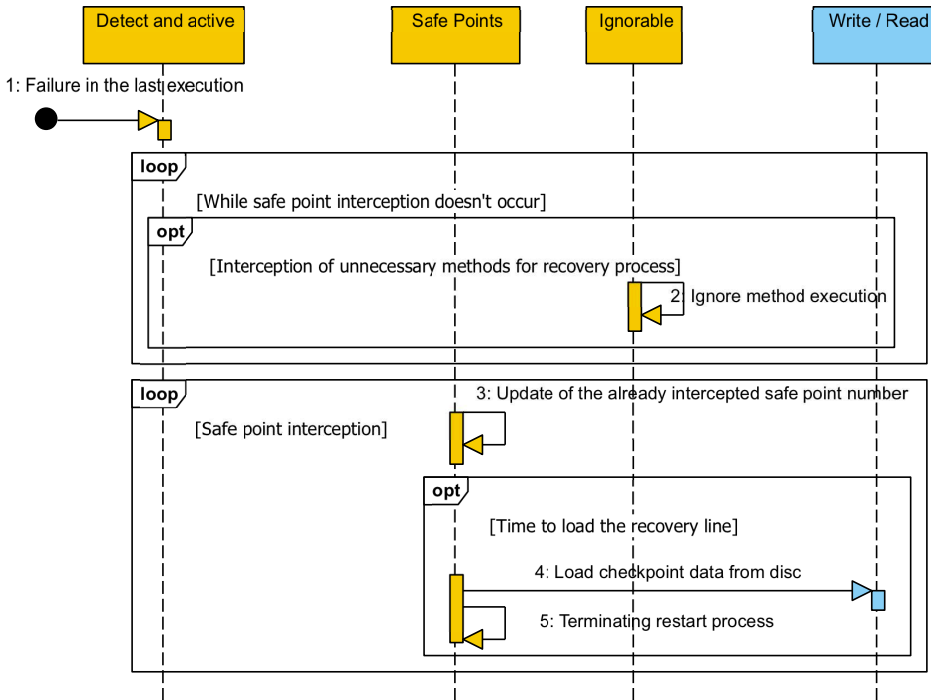 Detect and active
Safe Points
Ignorable
Write / Read
1: Failure in the last execution
loop
[While safe point interception doesn't occur]
opt
[Interception of unnecessary methods for recovery process]
2: Ignore method execution
loop
3: Update of the already intercepted safe point number
[Safe point interception]
opt
[Time to load the recovery line]
4: Load checkpoint data from disc
5: Terminating restart process